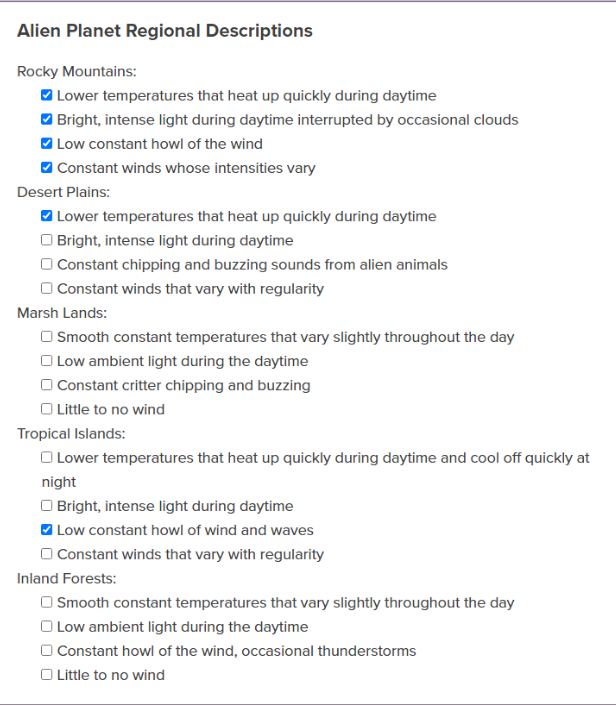 Alien Planet Regional Descriptions
Rocky Mountains:
Lower temperatures that heat up quickly during daytime
Bright, intense light during daytime interrupted by occasional clouds
Low constant howl of the wind
Constant winds whose intensities vary
Desert Plains:
Lower temperatures that heat up quickly during daytime
Bright, intense light during daytime
Constant chipping and buzzing sounds from alien animals
Constant winds that vary with regularity
Marsh Lands:
Smooth constant temperatures that vary slightly throughout the day
Low ambient light during the daytime
Constant critter chipping and buzzing
Little to no wind
Tropical Islands:
Lower temperatures that heat up quickly during daytime and cool off quickly at
night
Bright, intense light during daytime
Low constant howl of wind and waves
Constant winds that vary with regularity
Inland Forests:
Smooth constant temperatures that vary slightly throughout the day
Low ambient light during the daytime
Constant howl of the wind, occasional thunderstorms
Little to no wind